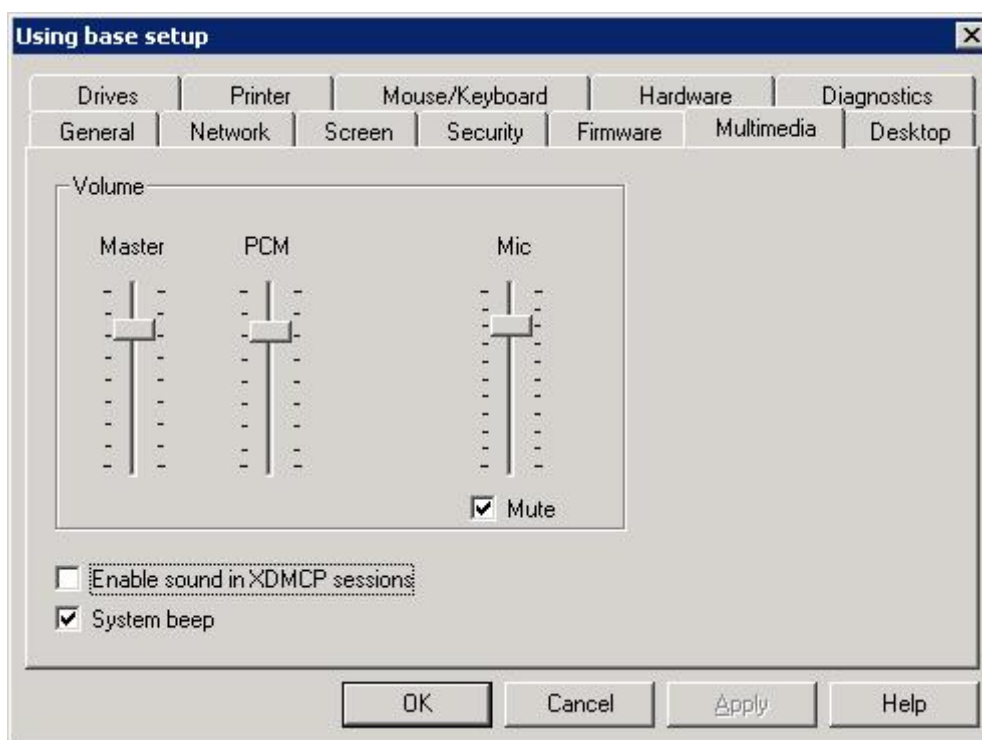 Using base setup
Drives Printer Mouse/Keyboard Hardware Diagnostics
General Network Screen Security Firmware Multimedia Desktop
Volume
Master PCM Mic
Mute
Enable sound in XDMCP sessions
System beep
OK Cancel Apply Help